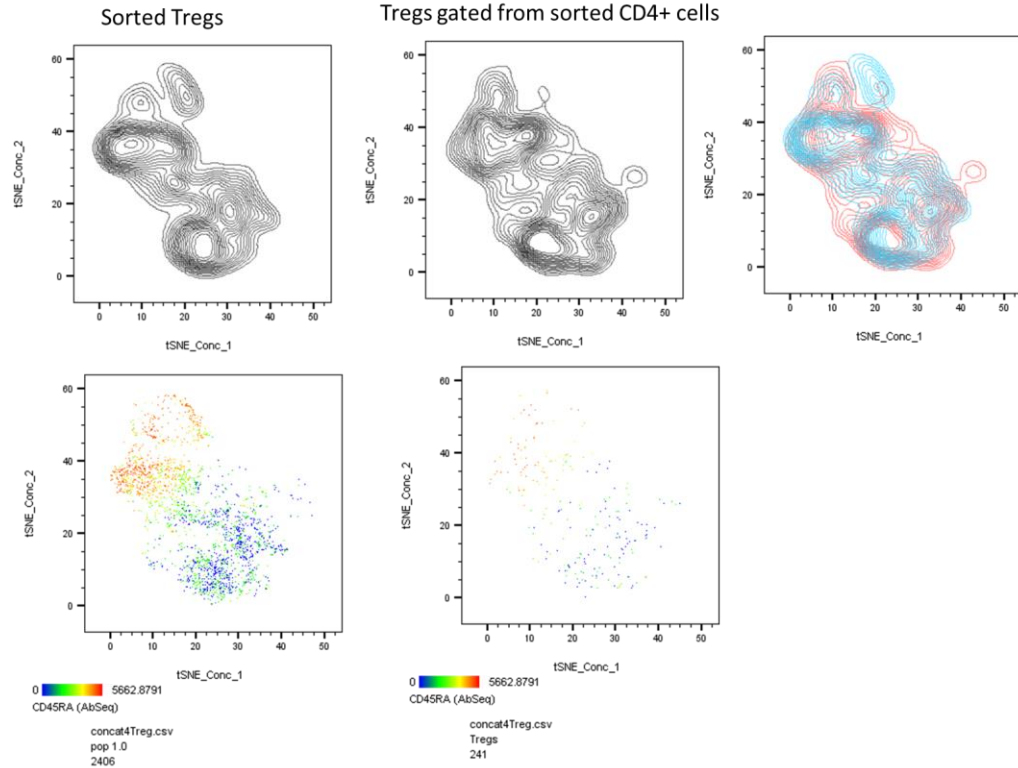 Sorted Tregs
Tregs gated from sorted CD4+ cells
60
40
20
0
tSNE_Conc_2
0 10 20 30 40 50
tSNE_Conc_1
60
40
20
0
tSNE_Conc_2
0 10 20 30 40 50
tSNE_Conc_1
60
40
20
0
tSNE_Conc_2
0 10 20 30 40 50
tSNE_Conc_1
60
40
20
0
tSNE_Conc_2
0 10 20 30 40 50
tSNE_Conc_1
0 5662.8791
CD45RA (AbSeq)
concat4Treg.csv
pop 1.0
2406
60
40
20
0
tSNE_Conc_2
0 10 20 30 40 50
tSNE_Conc_1
0 5662.8791
CD45RA (AbSeq)
concat4Treg.csv
Tregs
241